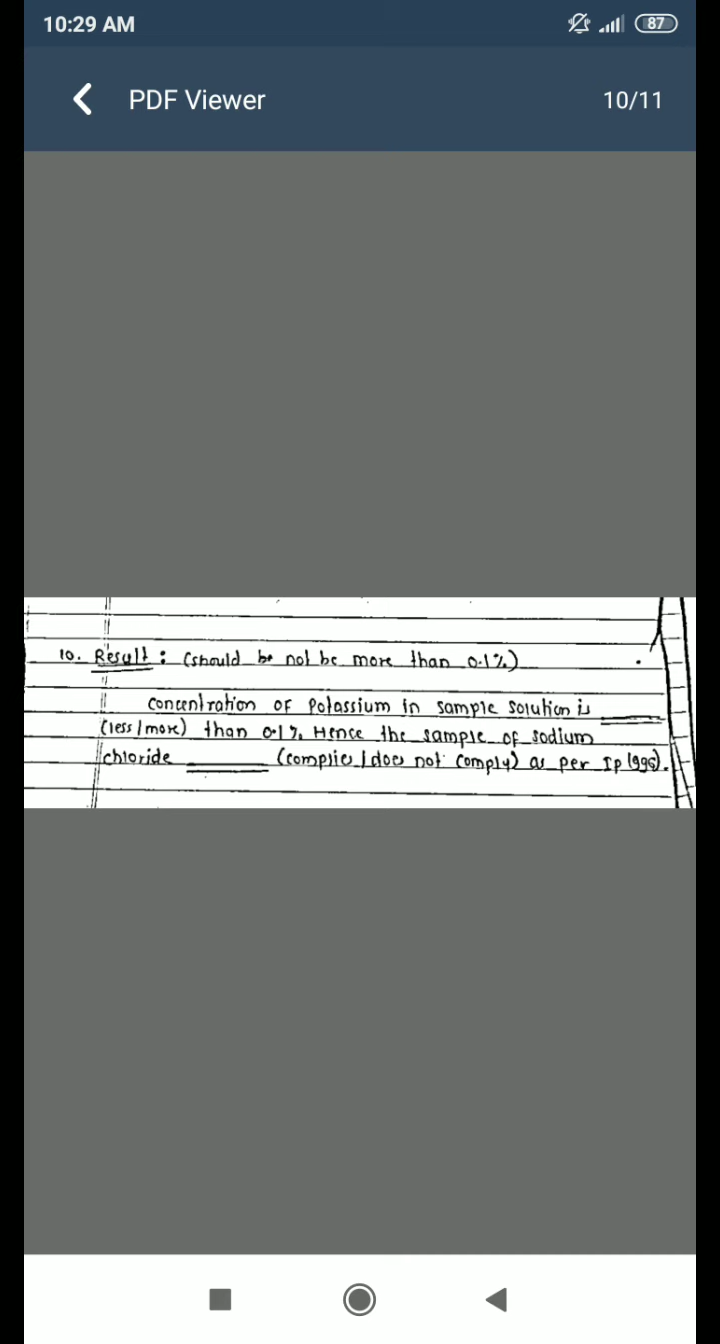 10:29 AM 87
PDF Viewer 10/11
10. Result : (should be not be more than 0.1%)
concentration of Potassium in sample solution is ____
(less / more) than 0.1%. Hence the sample of sodium
chloride ____ (complies / does not comply) as per IP 1996).